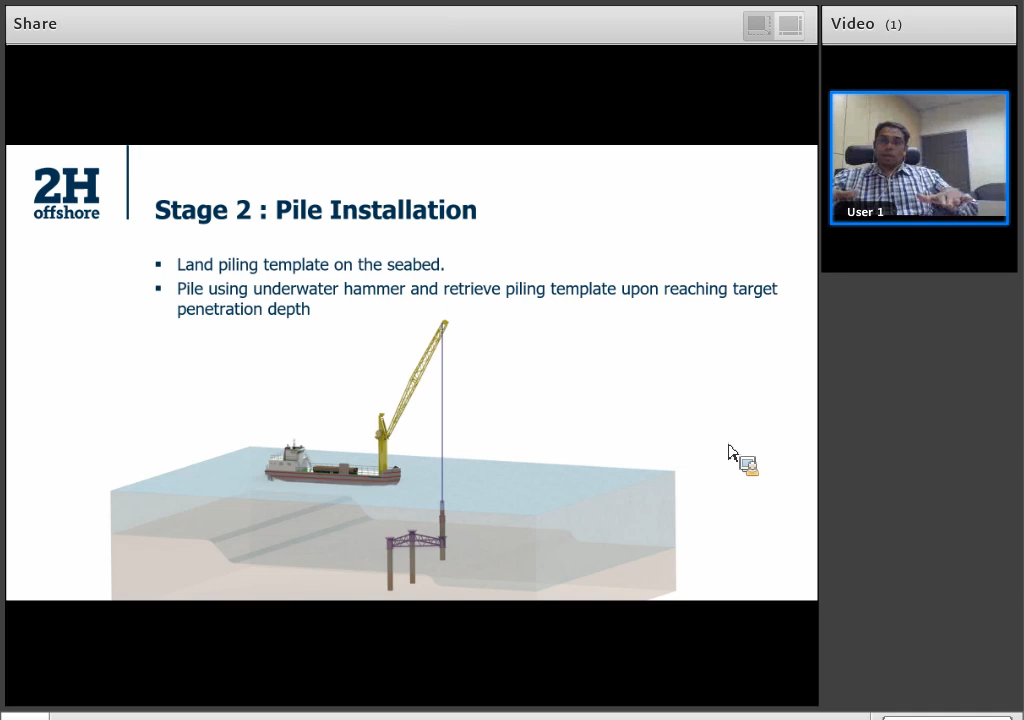 Share
Video (1)
User 1
2H
offshore
Stage 2 : Pile Installation
▪ Land piling template on the seabed.
▪ Pile using underwater hammer and retrieve piling template upon reaching target
penetration depth